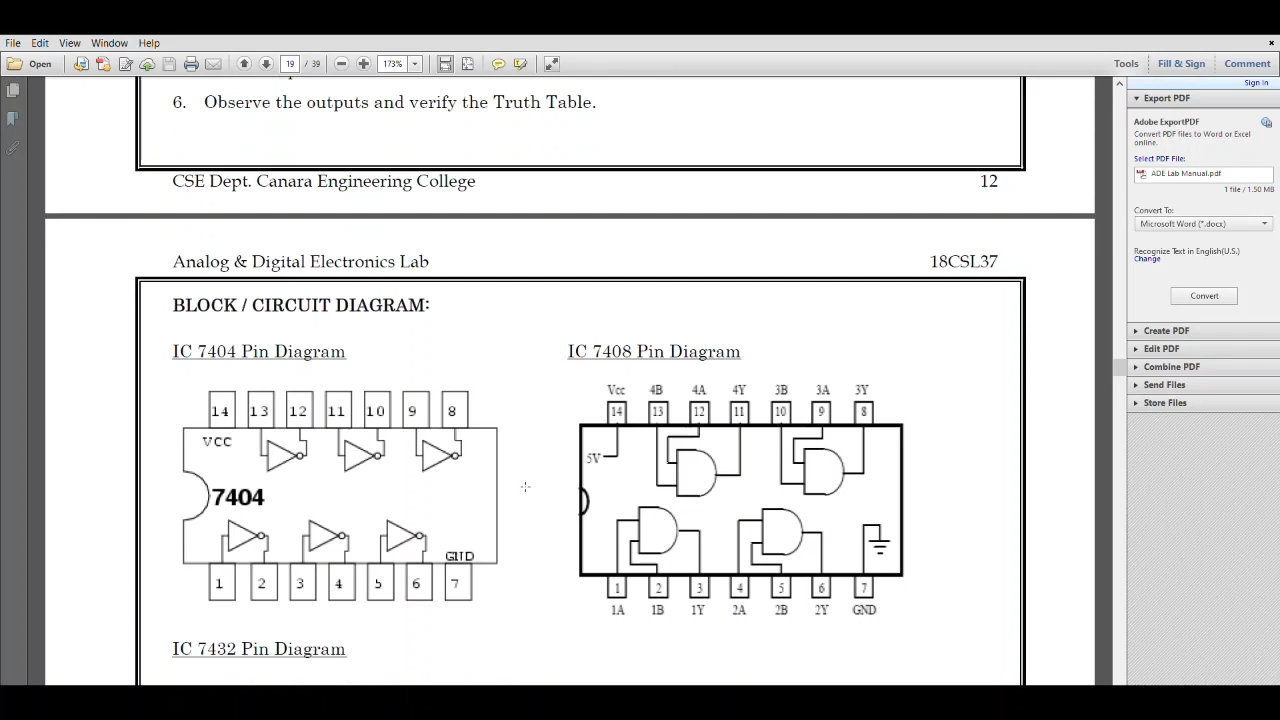 File Edit View Window Help ×
Open 19 / 39 173% Tools Fill & Sign Comment
6. Observe the outputs and verify the Truth Table.
CSE Dept. Canara Engineering College 12
Analog & Digital Electronics Lab 18CSL37
BLOCK / CIRCUIT DIAGRAM:
IC 7404 Pin Diagram IC 7408 Pin Diagram
14 13 12 11 10 9 8
VCC
7404
GND
1 2 3 4 5 6 7
Vcc 4B 4A 4Y 3B 3A 3Y
14 13 12 11 10 9 8
5V
1 2 3 4 5 6 7
1A 1B 1Y 2A 2B 2Y GND
IC 7432 Pin Diagram
Sign In
Export PDF
Adobe ExportPDF
Convert PDF files to Word or Excel
online.
Select PDF File:
ADE Lab Manual.pdf
1 file / 1.50 MB
Convert To:
Microsoft Word (*.docx)
Recognize Text in English(U.S.)
Change
Convert
Create PDF
Edit PDF
Combine PDF
Send Files
Store Files